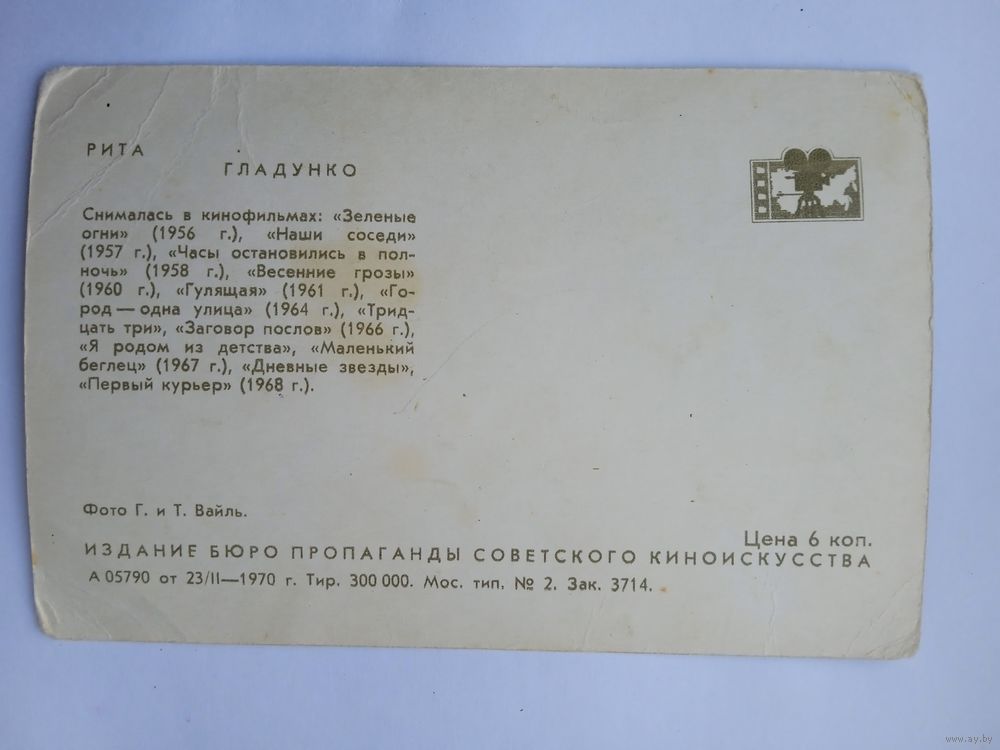 РИТА
ГЛАДУНКО
Снималась в кинофильмах: «Зеленые
огни» (1956 г.), «Наши соседи»
(1957 г.), «Часы остановились в пол-
ночь» (1958 г.), «Весенние грозы»
(1960 г.), «Гулящая» (1961 г.), «Го-
род — одна улица» (1964 г.), «Трид-
цать три», «Заговор послов» (1966 г.),
«Я родом из детства», «Маленький
беглец» (1967 г.), «Дневные звезды»,
«Первый курьер» (1968 г.).
Фото Г. и Т. Вайль.
Цена 6 коп.
ИЗДАНИЕ БЮРО ПРОПАГАНДЫ СОВЕТСКОГО КИНОИСКУССТВА
А 05790 от 23/II—1970 г. Тир. 300 000. Мос. тип. № 2. Зак. 3714.
www.ay.by